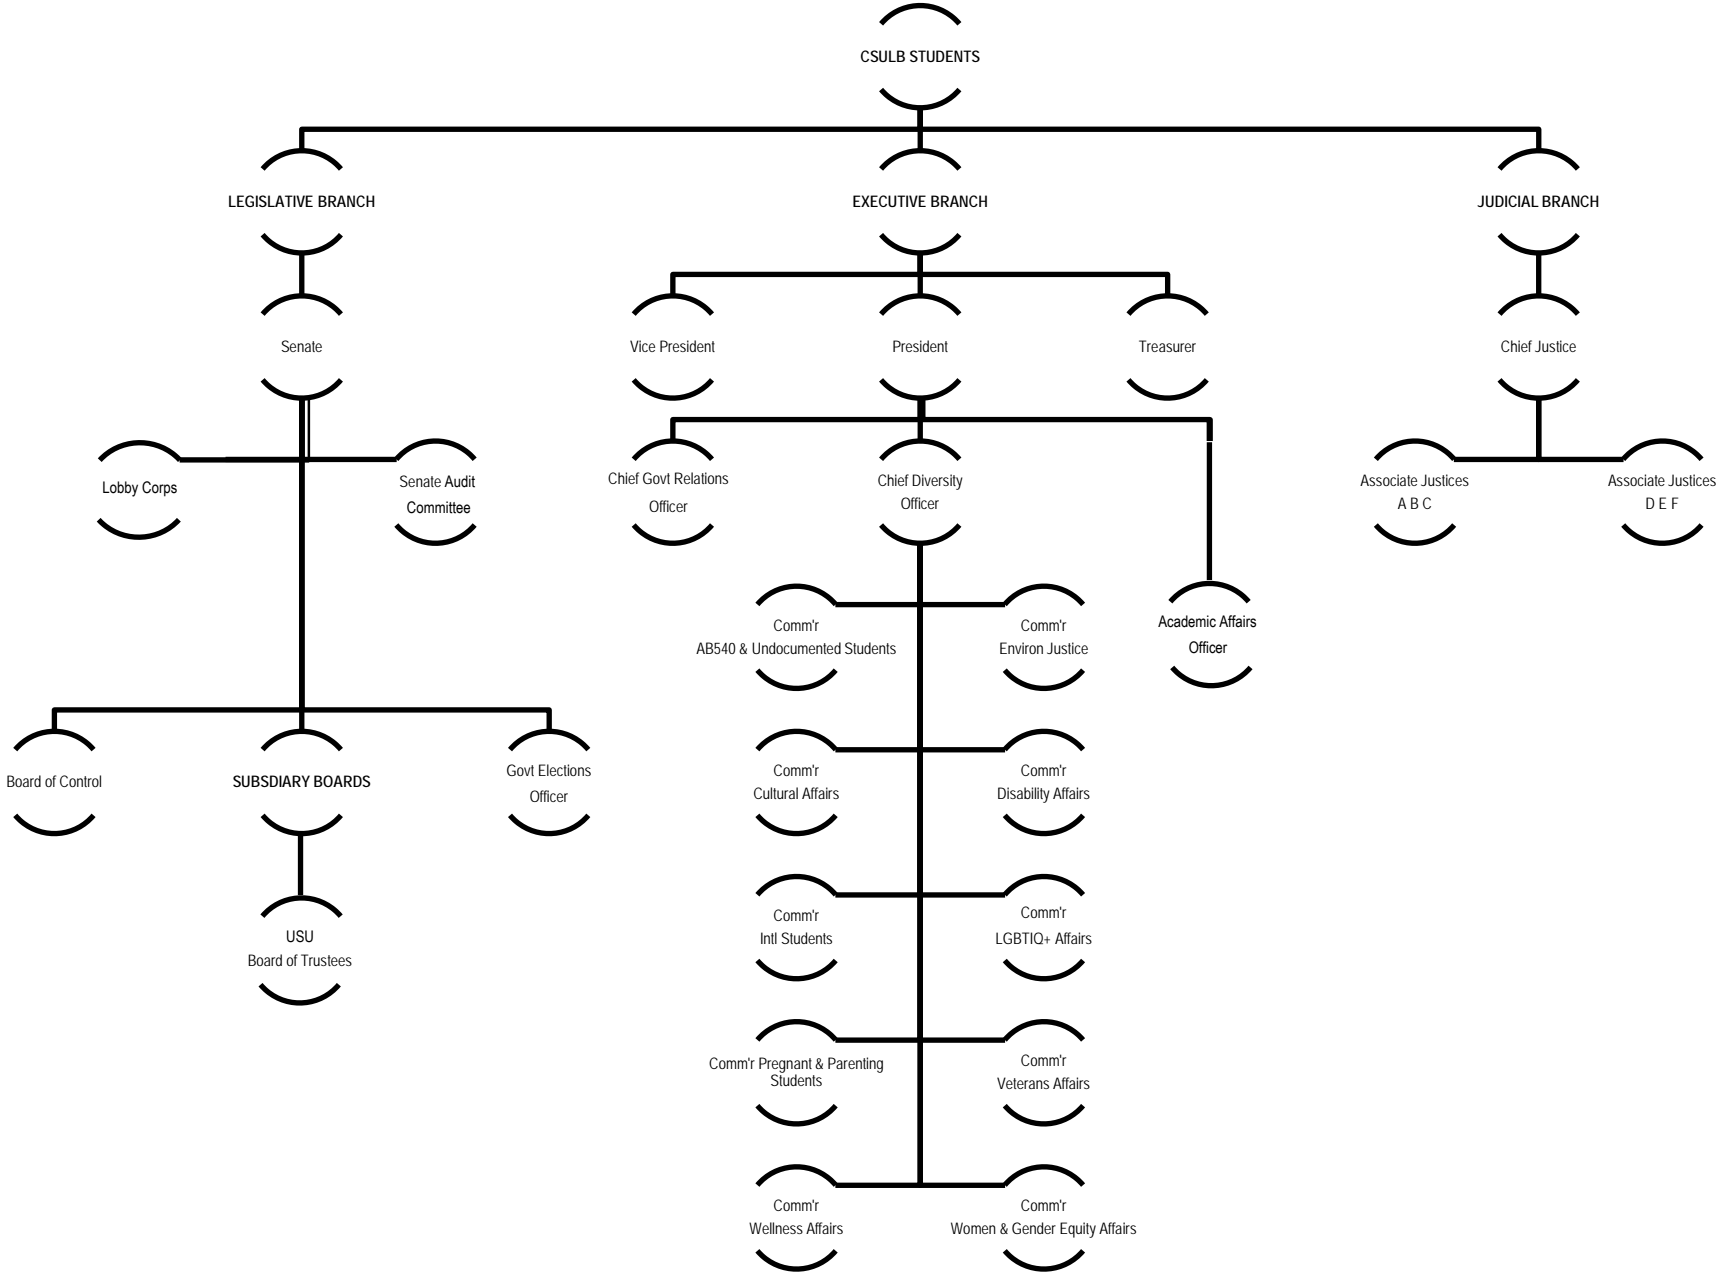 CSULB STUDENTS
LEGISLATIVE BRANCH
EXECUTIVE BRANCH
JUDICIAL BRANCH
Senate
Vice President
President
Treasurer
Chief Justice
Lobby Corps
Senate Audit
Committee
Chief Govt Relations
Officer
Chief Diversity
Officer
Associate Justices
A B C
Associate Justices
D E F
Comm'r
AB540 & Undocumented Students
Comm'r
Environ Justice
Academic Affairs
Officer
Board of Control
SUBSDIARY BOARDS
Govt Elections
Officer
Comm'r
Cultural Affairs
Comm'r
Disability Affairs
USU
Board of Trustees
Comm'r
Intl Students
Comm'r
LGBTIQ+ Affairs
Comm'r Pregnant & Parenting
Students
Comm'r
Veterans Affairs
Comm'r
Wellness Affairs
Comm'r
Women & Gender Equity Affairs